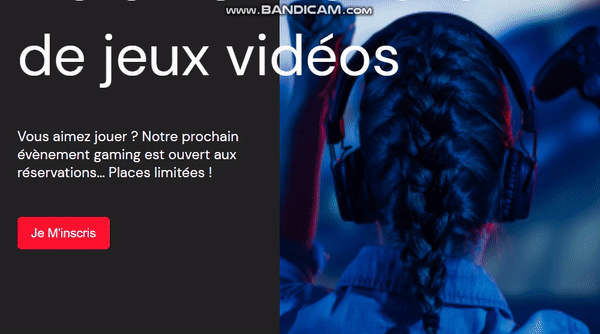 www.BANDICAM.com
de jeux vidéos
Vous aimez jouer ? Notre prochain
évènement gaming est ouvert aux
réservations... Places limitées !
Je M'inscris